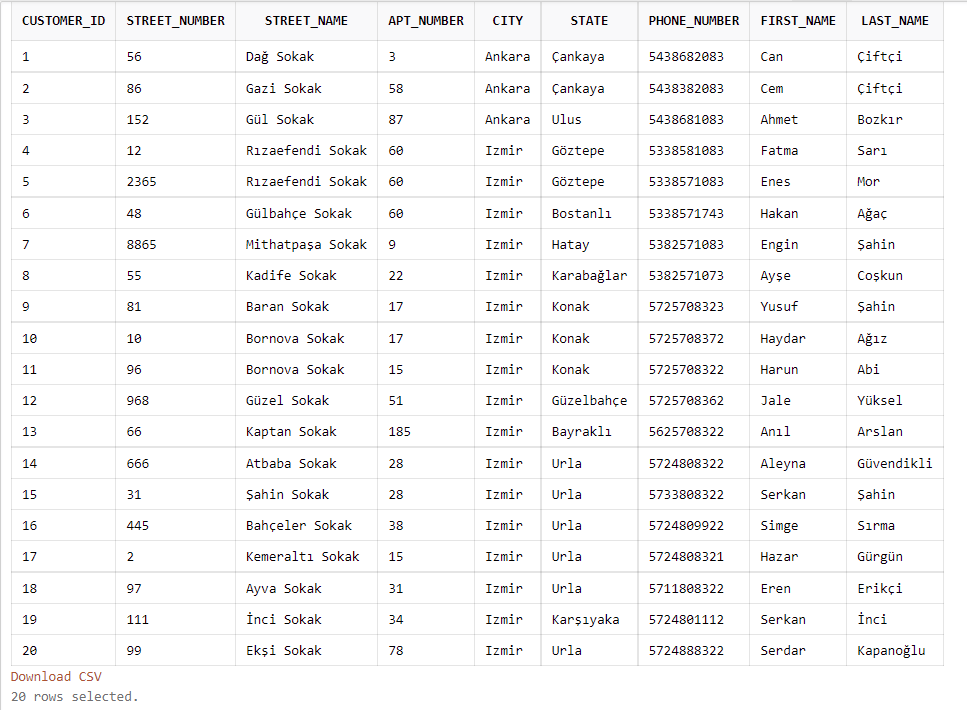 CUSTOMER_ID STREET_NUMBER STREET_NAME APT_NUMBER CITY STATE PHONE_NUMBER FIRST_NAME LAST_NAME
1 56 Dağ Sokak 3 Ankara Çankaya 5438682083 Can Çiftçi
2 86 Gazi Sokak 58 Ankara Çankaya 5438382083 Cem Çiftçi
3 152 Gül Sokak 87 Ankara Ulus 5438681083 Ahmet Bozkır
4 12 Rızaefendi Sokak 60 Izmir Göztepe 5338581083 Fatma Sarı
5 2365 Rızaefendi Sokak 60 Izmir Göztepe 5338571083 Enes Mor
6 48 Gülbahçe Sokak 60 Izmir Bostanlı 5338571743 Hakan Ağaç
7 8865 Mithatpaşa Sokak 9 Izmir Hatay 5382571083 Engin Şahin
8 55 Kadife Sokak 22 Izmir Karabağlar 5382571073 Ayşe Coşkun
9 81 Baran Sokak 17 Izmir Konak 5725708323 Yusuf Şahin
10 10 Bornova Sokak 17 Izmir Konak 5725708372 Haydar Ağız
11 96 Bornova Sokak 15 Izmir Konak 5725708322 Harun Abi
12 968 Güzel Sokak 51 Izmir Güzelbahçe 5725708362 Jale Yüksel
13 66 Kaptan Sokak 185 Izmir Bayraklı 5625708322 Anıl Arslan
14 666 Atbaba Sokak 28 Izmir Urla 5724808322 Aleyna Güvendikli
15 31 Şahin Sokak 28 Izmir Urla 5733808322 Serkan Şahin
16 445 Bahçeler Sokak 38 Izmir Urla 5724809922 Simge Sırma
17 2 Kemeraltı Sokak 15 Izmir Urla 5724808321 Hazar Gürgün
18 97 Ayva Sokak 31 Izmir Urla 5711808322 Eren Erikçi
19 111 İnci Sokak 34 Izmir Karşıyaka 5724801112 Serkan İnci
20 99 Ekşi Sokak 78 Izmir Urla 5724888322 Serdar Kapanoğlu
Download CSV
20 rows selected.